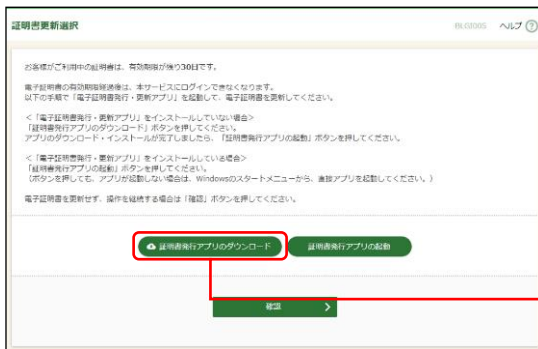 証明書更新選択
BLG200S ヘルプ ?
お客様がご利用中の証明書は、有効期限が残り30日です。
電子証明書の有効期限経過後は、本サービスにログインできなくなります。
以下の手順で「電子証明書発行・更新アプリ」を起動して、電子証明書を更新してください。
＜「電子証明書発行・更新アプリ」をインストールしていない場合＞
「証明書発行アプリのダウンロード」ボタンを押してください。
アプリのダウンロード・インストールが完了しましたら、「証明書発行アプリの起動」ボタンを押してください。
＜「電子証明書発行・更新アプリ」をインストールしている場合＞
「証明書発行アプリの起動」ボタンを押してください。
（ボタンを押しても、アプリが起動しない場合は、Windowsのスタートメニューから、直接アプリを起動してください。）
電子証明書を更新せず、操作を継続する場合は「確認」ボタンを押してください。
証明書発行アプリのダウンロード 証明書発行アプリの起動
確認